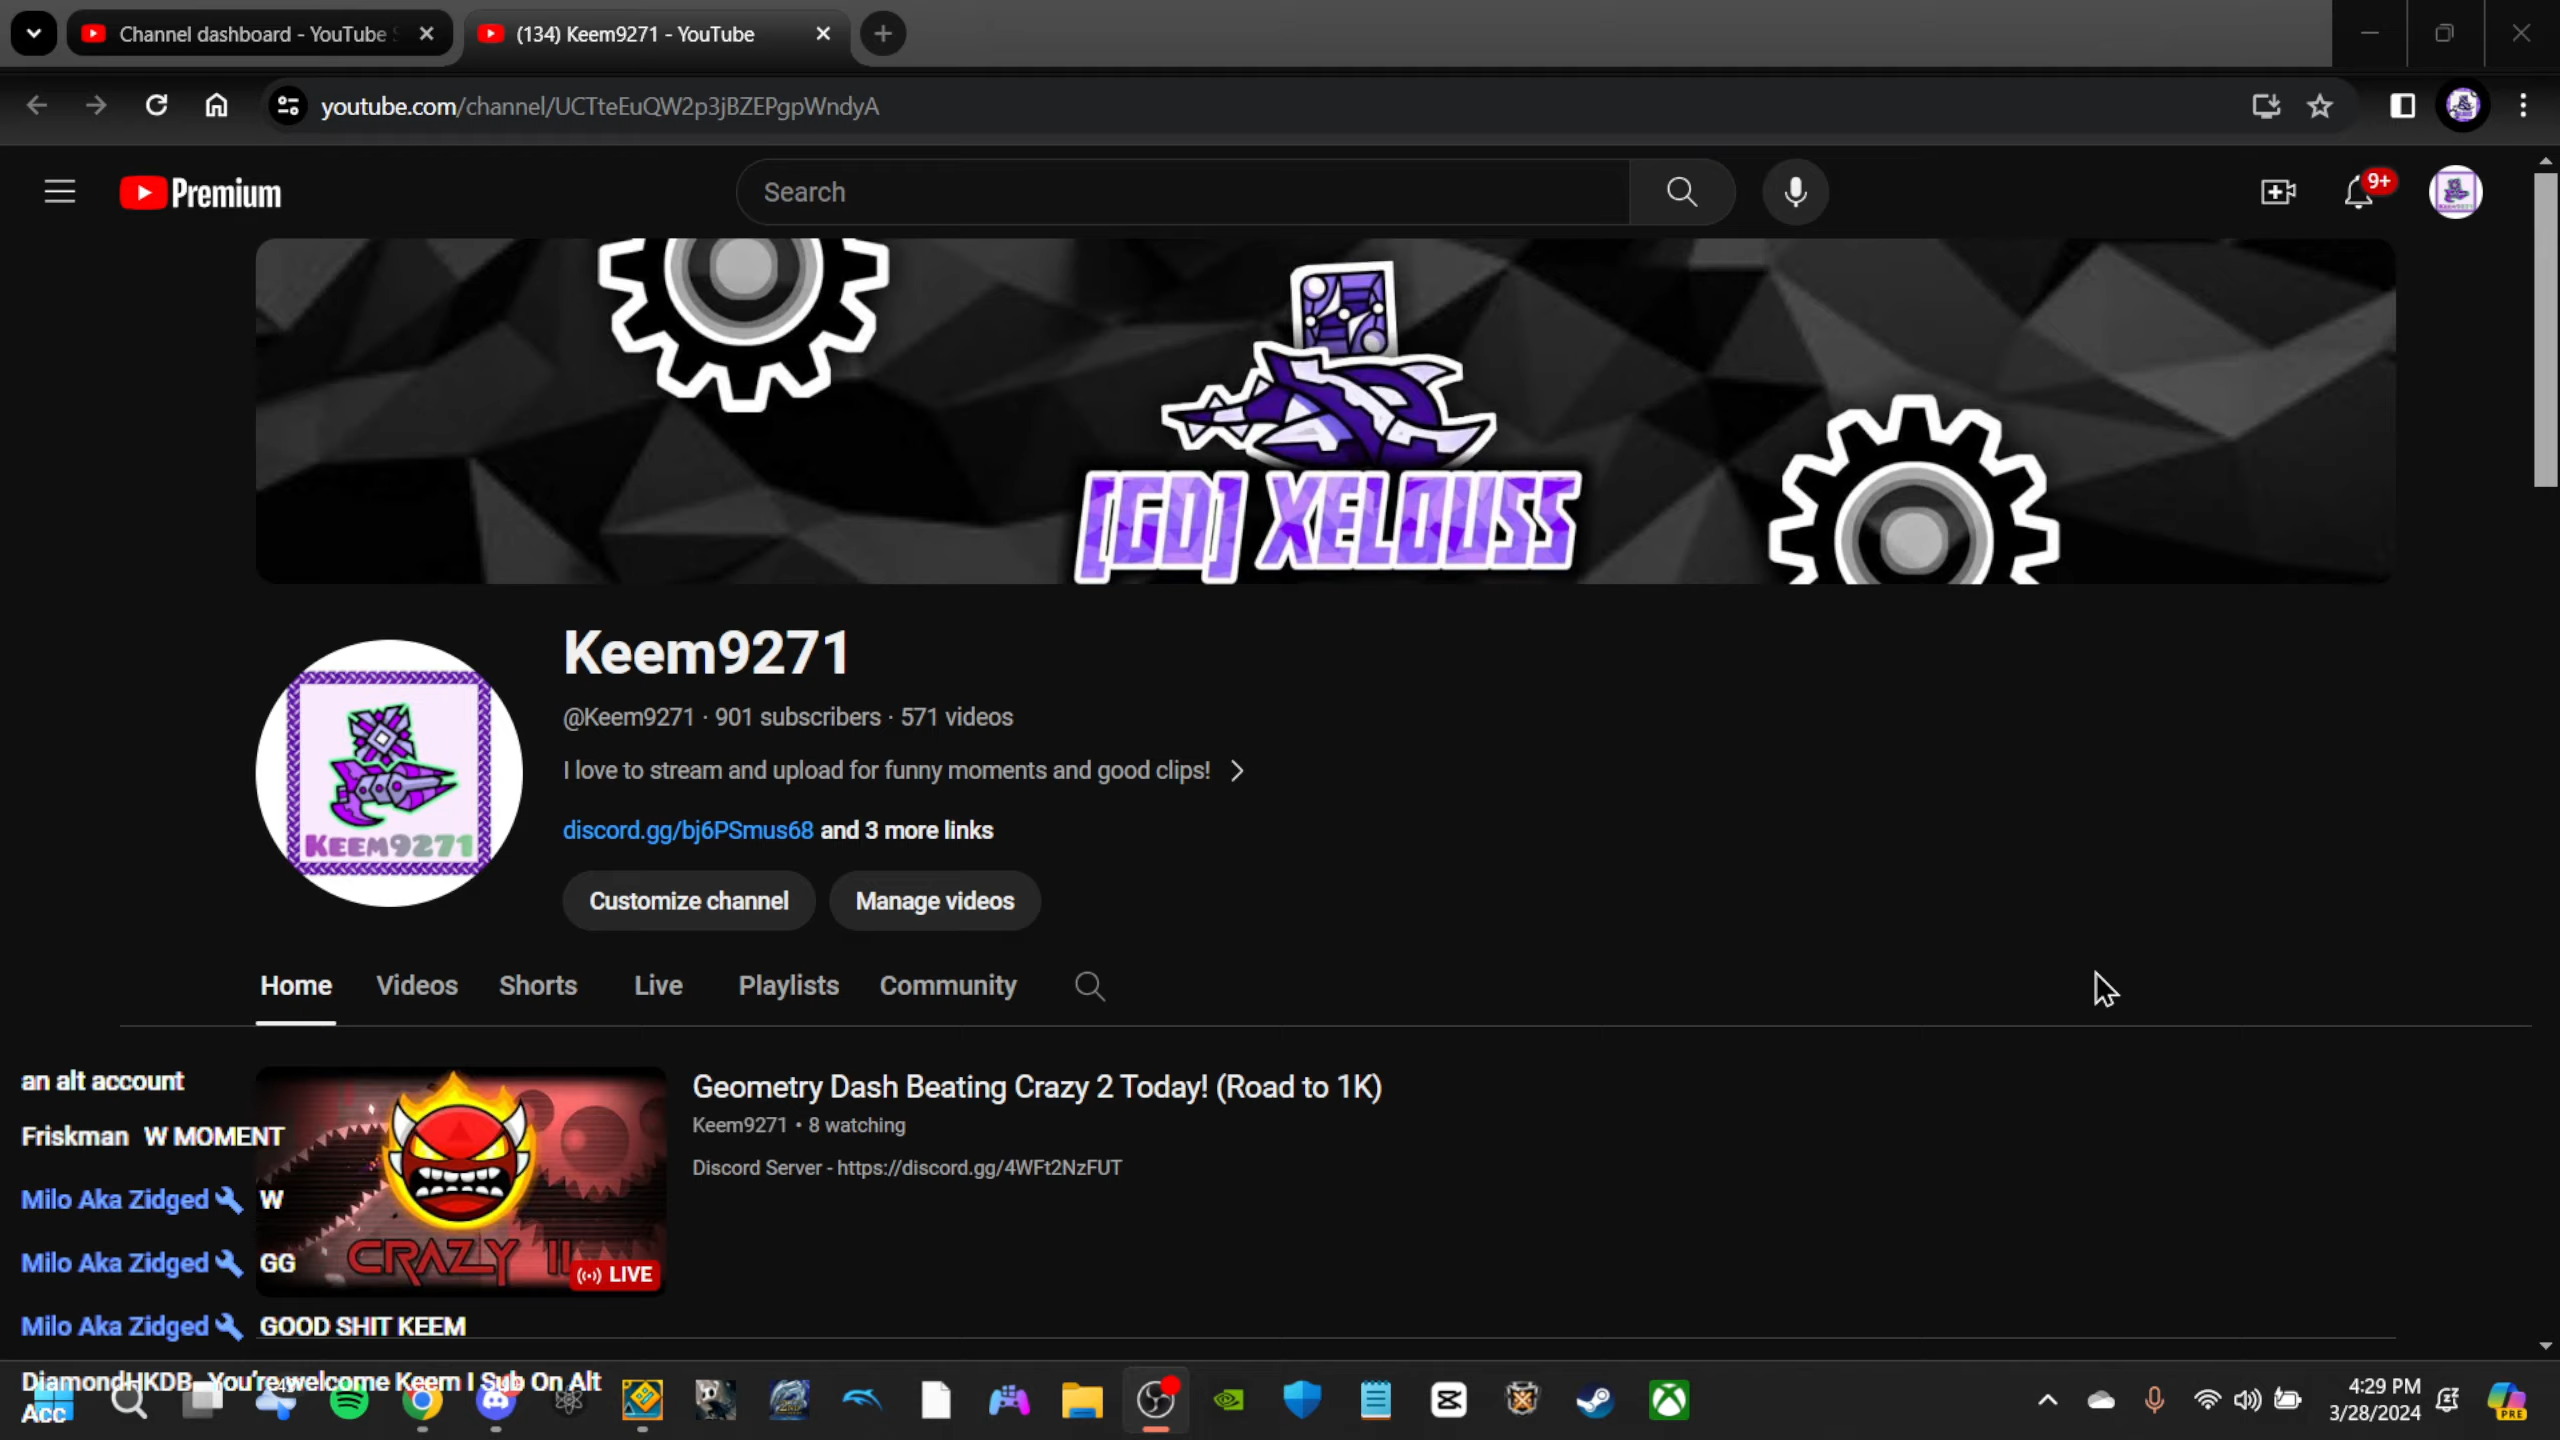 Channel dashboard - YouTube S
(134) Keem9271 - YouTube
youtube.com/channel/UCTteEuQW2p3jBZEPgpWndyA
Premium
Search
9+
[GD] XELOUSS
Keem9271
KEEM9271
@Keem9271 · 901 subscribers · 571 videos
I love to stream and upload for funny moments and good clips!
discord.gg/bj6PSmus68 and 3 more links
Customize channel
Manage videos
Home
Videos
Shorts
Live
Playlists
Community
Geometry Dash Beating Crazy 2 Today! (Road to 1K)
Keem9271 • 8 watching
Discord Server - https://discord.gg/4WFt2NzFUT
CRAZY II
LIVE
an alt account
Friskman W MOMENT
Milo Aka Zidged W
Milo Aka Zidged GG
Milo Aka Zidged GOOD SHIT KEEM
DiamondHKDB You're welcome Keem I Sub On Alt
Acc
4:29 PM
3/28/2024
PRE